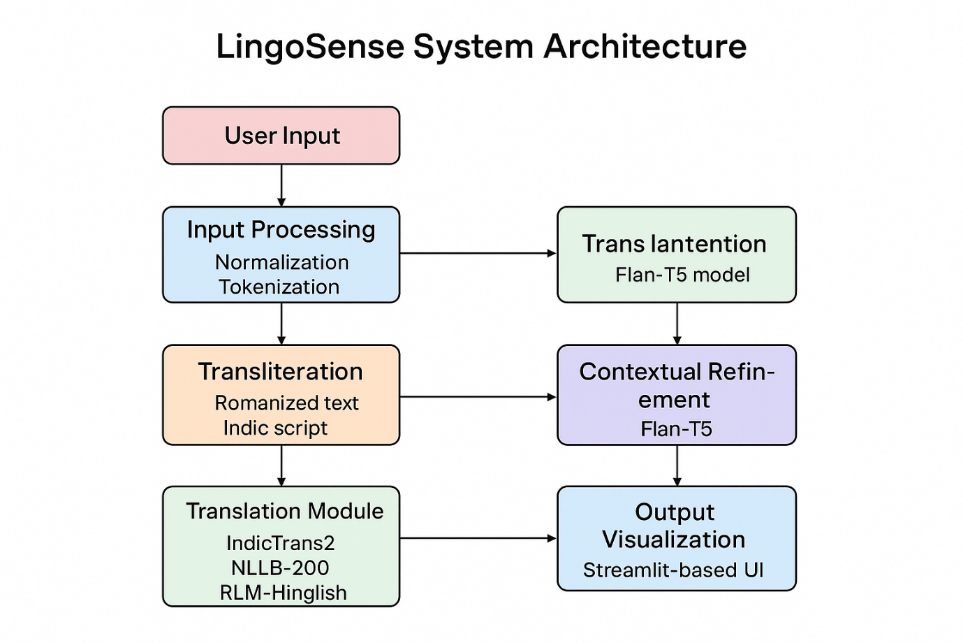 LingoSense System Architecture
User Input
Input Processing
Normalization
Tokenization
Trans lantention
Flan-T5 model
Transliteration
Romanized text
Indic script
Contextual Refin-
ement
Flan-T5
Translation Module
IndicTrans2
NLLB-200
RLM-Hinglish
Output
Visualization
Streamlit-based UI